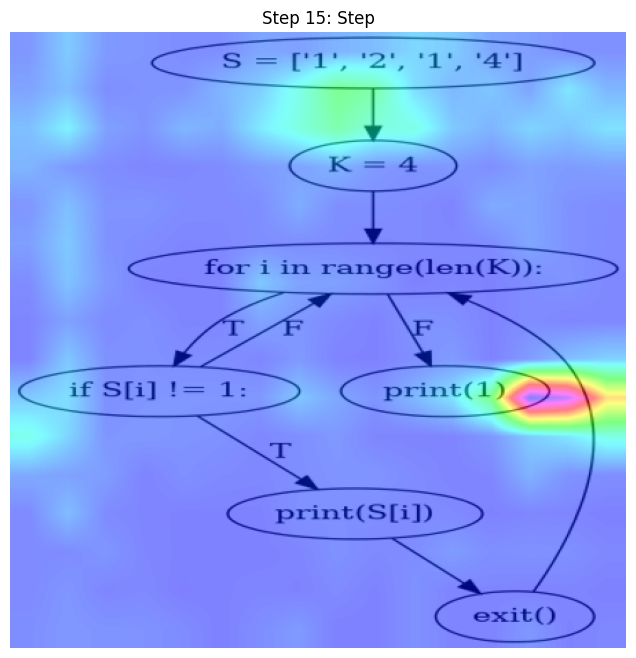 Step 15: Step
S = ['1', '2', '1', '4']
K = 4
for i in range(len(K)):
T F F
if S[i] != 1: print(1)
T
print(S[i])
exit()